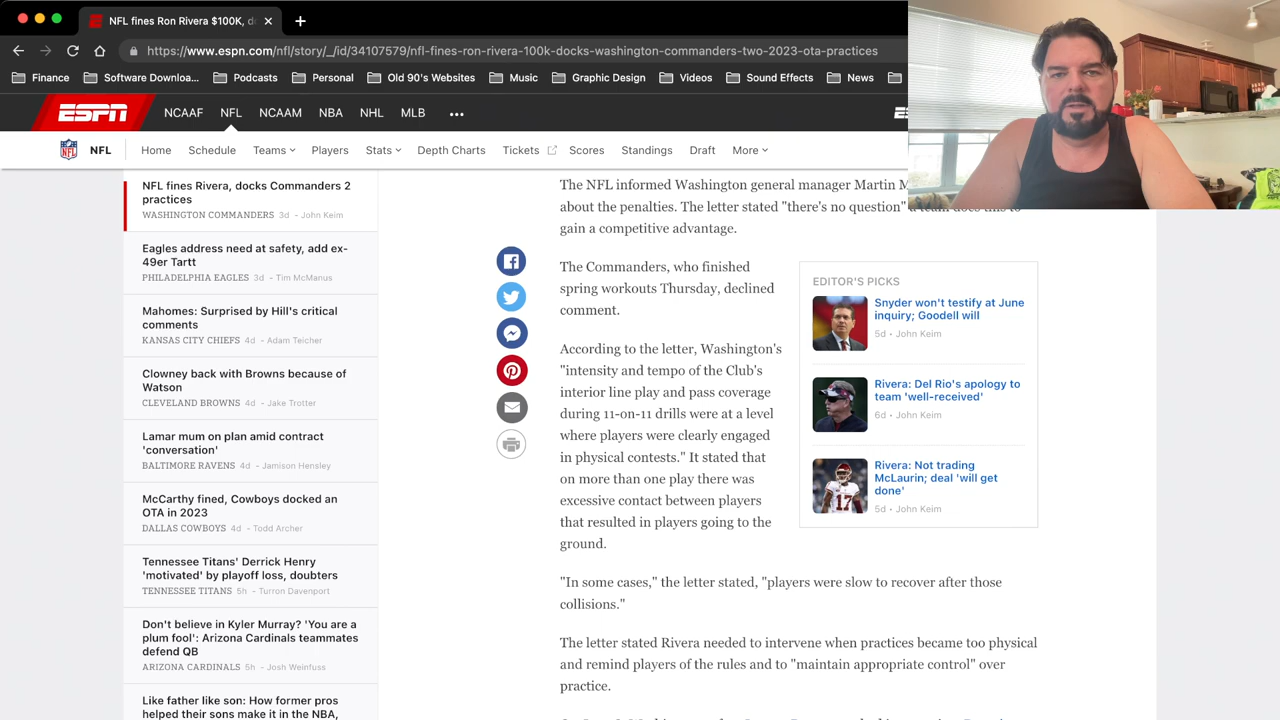 NFL fines Ron Rivera $100K, do
https://www.espn.com/nfl/story/_/id/34107579/nfl-fines-ron-rivera-100k-docks-washington-commanders-two-2023-ota-practices
Finance
Software Downloads
Podcast
Personal
Websites
Music
Graphic Design
Videos
Sound Effects
News
ESPN
NCAAF
NFL
NBA
NHL
NFL
Home
Players
Stats
Depth Charts
Tickets
Scores
Standings
Draft
More
NFL fines Rivera, docks Commanders 2
practices
WASHINGTON COMMANDERS 3d - John Keim
Eagles address need at safety, add ex-
49er Tartt
PHILADELPHIA EAGLES 3d - Tim McManus
Mahomes: Surprised by Hill's critical
comments
KANSAS CITY CHIEFS 4d - Adam Teicher
Clowney back with Browns because of
Watson
CLEVELAND BROWNS 4d - Jake Trotter
Lamar mum on plan amid contract
'conversation'
BALTIMORE RAVENS 4d - Jamison Hensley
McCarthy fined, Cowboys docked an
OTA in 2023
DALLAS COWBOYS 4d - Todd Archer
Tennessee Titans' Derrick Henry
'motivated' by playoff loss, doubters
TENNESSEE TITANS 5h - Turron Davenport
Don't believe in Kyler Murray? 'You are a
plum fool': Arizona Cardinals teammates
defend QB
ARIZONA CARDINALS 5h - Josh Weinfuss
Like father like son: How former pros
helped their sons make it in the NBA,
The NFL informed Washington general manager Martin M
about the penalties. The letter stated "there's no question" a team does this to
gain a competitive advantage.
The Commanders, who finished
spring workouts Thursday, declined
comment.
According to the letter, Washington's
"intensity and tempo of the Club's
interior line play and pass coverage
during 11-on-11 drills were at a level
where players were clearly engaged
in physical contests." It stated that
on more than one play there was
excessive contact between players
that resulted in players going to the
ground.
"In some cases," the letter stated, "players were slow to recover after those
collisions."
The letter stated Rivera needed to intervene when practices became too physical
and remind players of the rules and to "maintain appropriate control" over
practice.
EDITOR'S PICKS
Snyder won't testify at June
inquiry; Goodell will
5d • John Keim
Rivera: Del Rio's apology to
team 'well-received'
6d • John Keim
Rivera: Not trading
McLaurin; deal 'will get
done'
5d • John Keim